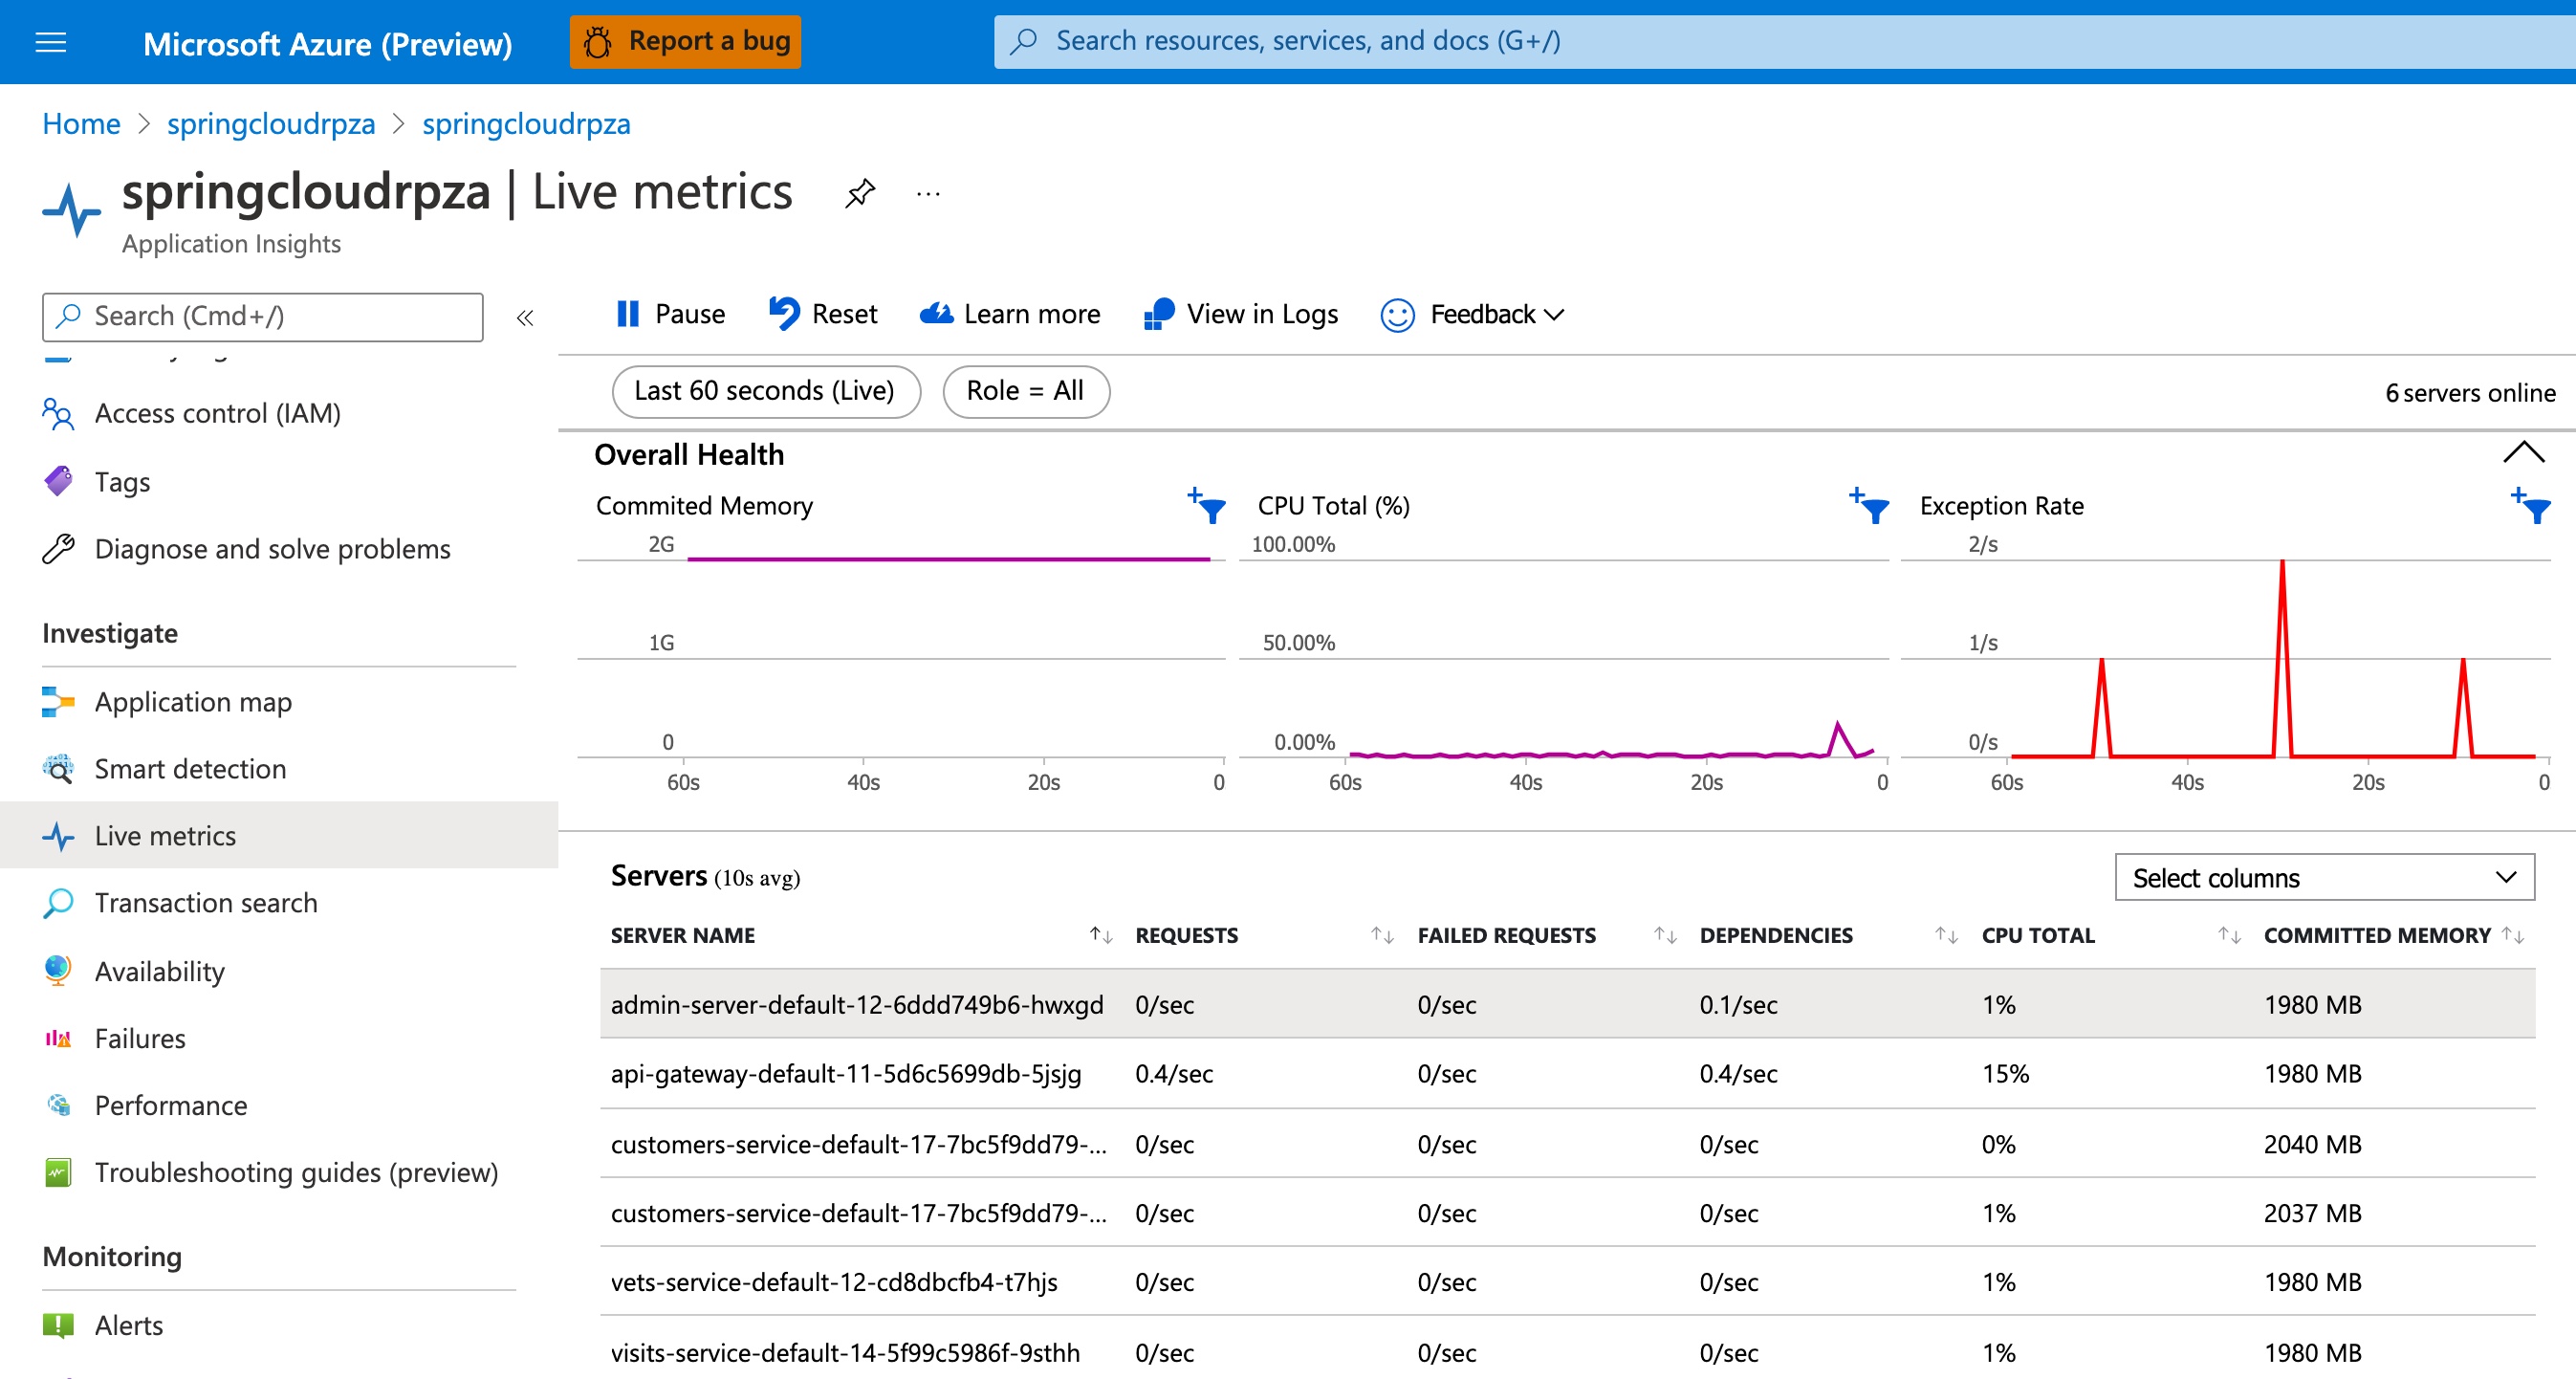 Microsoft Azure (Preview)
Report a bug
Search resources, services, and docs (G+/)
Home > springcloudrpza > springcloudrpza
springcloudrpza | Live metrics
...
Application Insights
Search (Cmd+/)
«
Pause
Reset
Learn more
View in Logs
Feedback
Last 60 seconds (Live)
Role = All
6 servers online
Access control (IAM)
Tags
Diagnose and solve problems
Investigate
Application map
Smart detection
Live metrics
Transaction search
Availability
Failures
Performance
Troubleshooting guides (preview)
Monitoring
Alerts
Overall Health
Commited Memory
2G
1G
0
60s 40s 20s 0
CPU Total (%)
100.00%
50.00%
0.00%
60s 40s 20s 0
Exception Rate
2/s
1/s
0/s
60s 40s 20s 0
Servers (10s avg)
Select columns
SERVER NAME REQUESTS FAILED REQUESTS DEPENDENCIES CPU TOTAL COMMITTED MEMORY
admin-server-default-12-6ddd749b6-hwxgd 0/sec 0/sec 0.1/sec 1% 1980 MB
api-gateway-default-11-5d6c5699db-5jsjg 0.4/sec 0/sec 0.4/sec 15% 1980 MB
customers-service-default-17-7bc5f9dd79-... 0/sec 0/sec 0/sec 0% 2040 MB
customers-service-default-17-7bc5f9dd79-... 0/sec 0/sec 0/sec 1% 2037 MB
vets-service-default-12-cd8dbcfb4-t7hjs 0/sec 0/sec 0/sec 1% 1980 MB
visits-service-default-14-5f99c5986f-9sthh 0/sec 0/sec 0/sec 1% 1980 MB